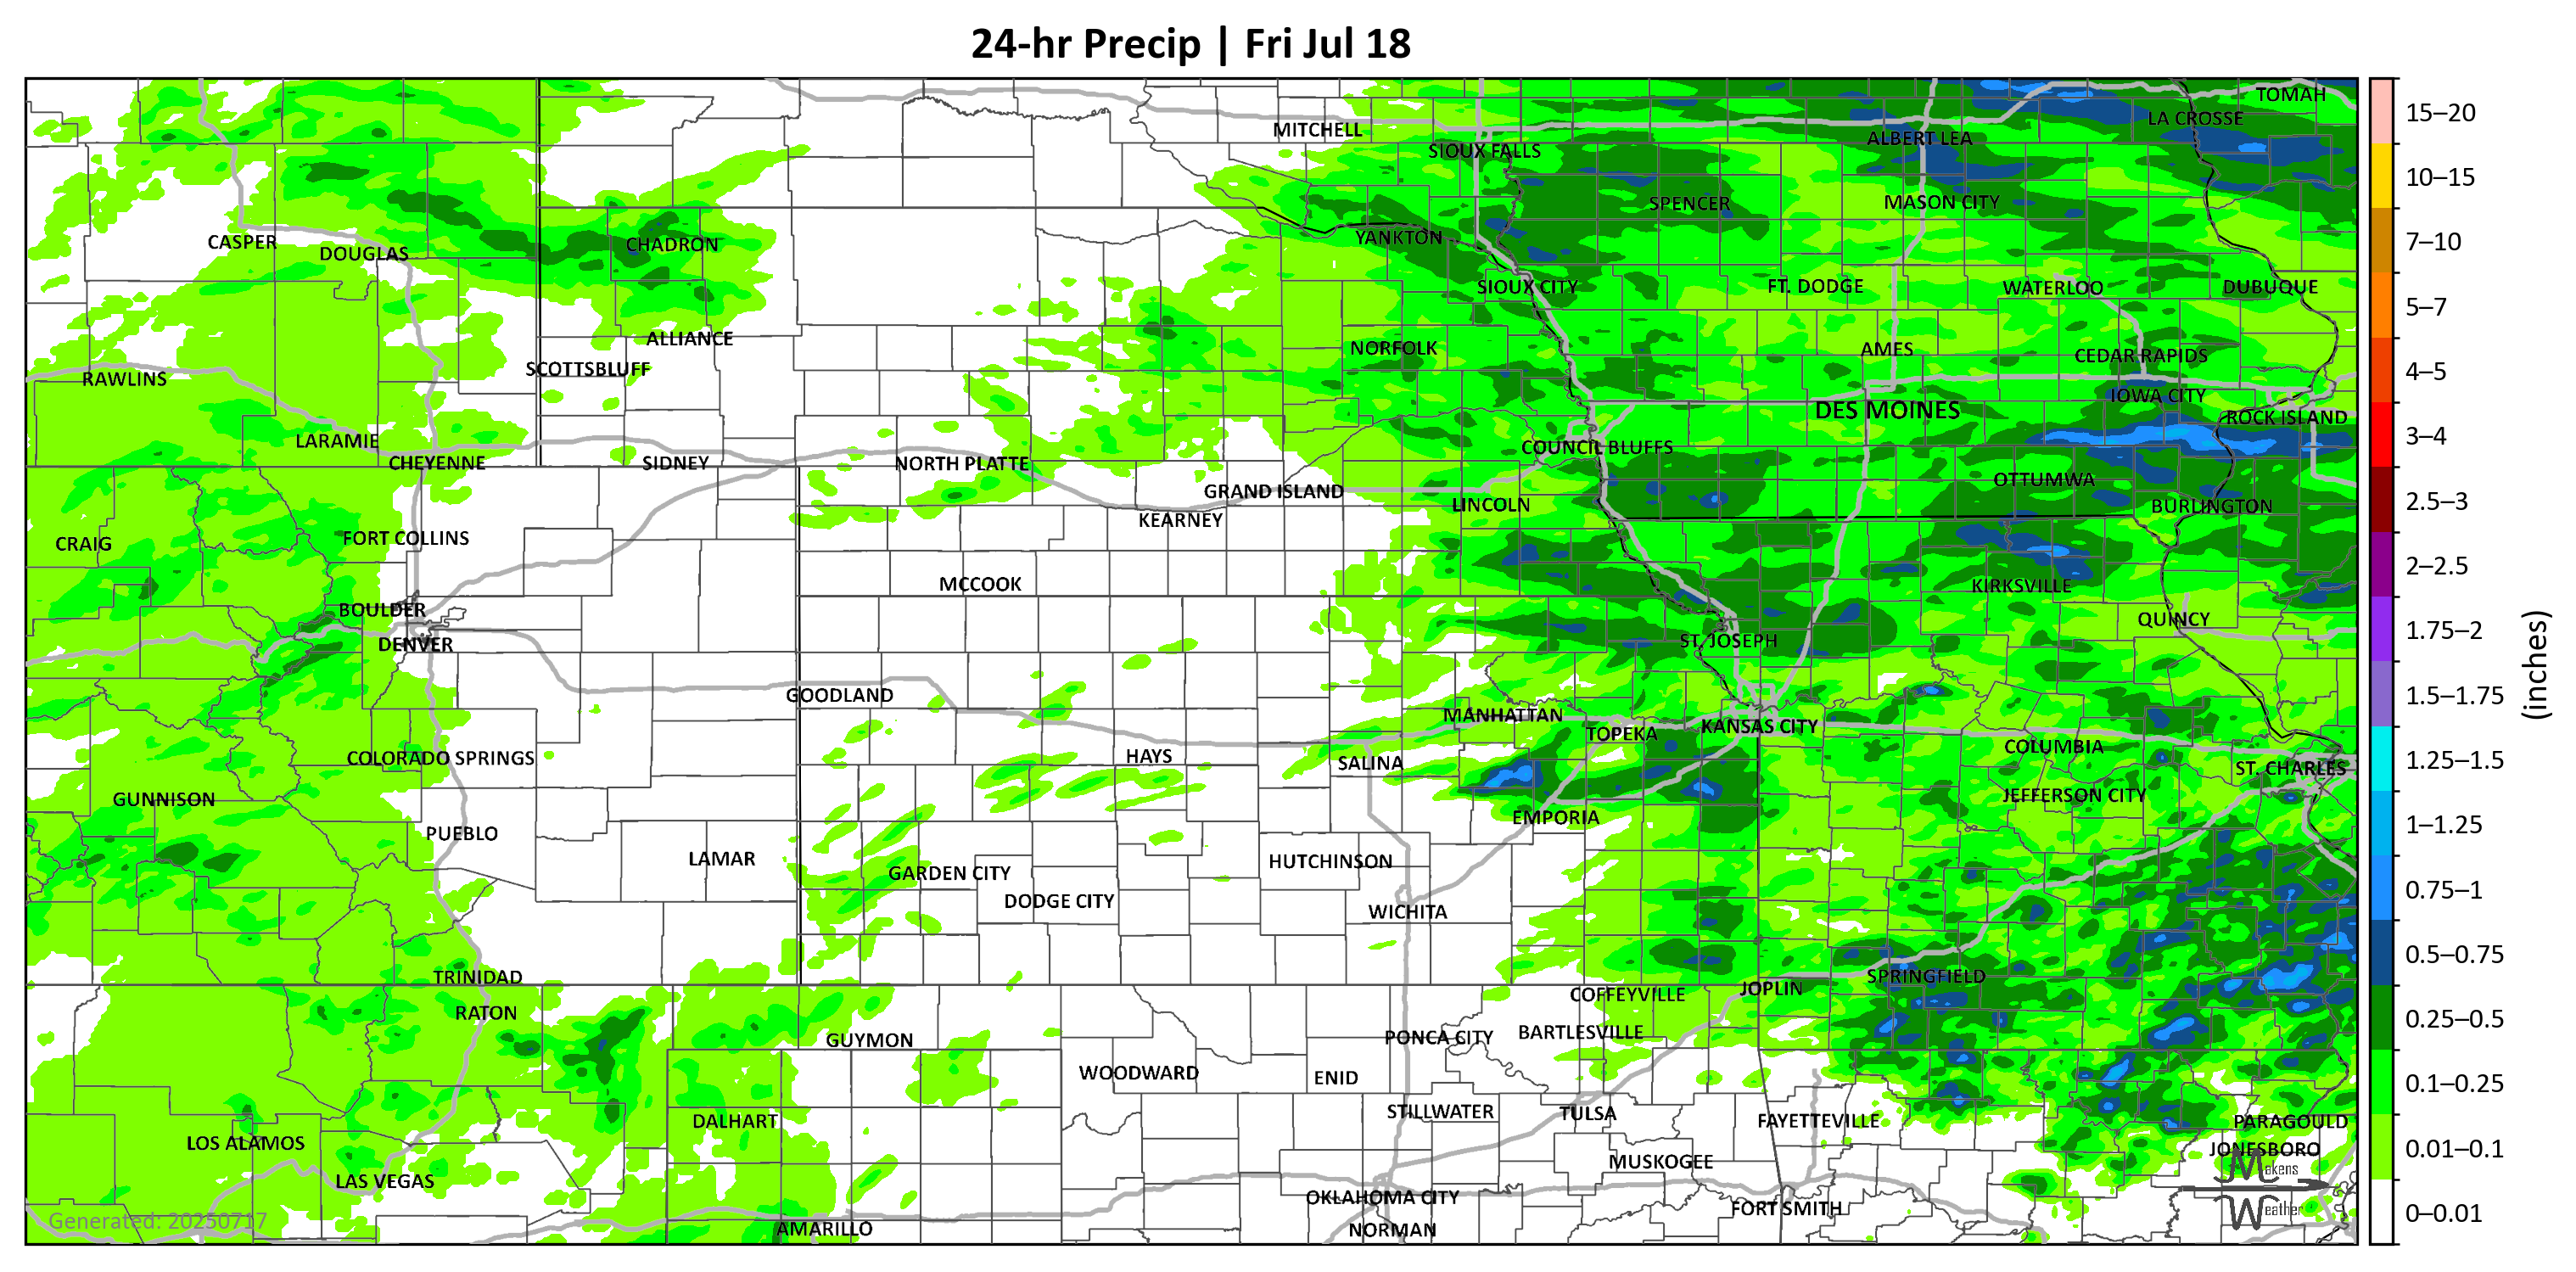 24-hr Precip | Fri Jul 18
TOMAH
LA CROSSE
MITCHELL
ALBERT LEA
SIOUX FALLS
SPENCER
MASON CITY
YANKTON
CASPER
CHADRON
DOUGLAS
SIOUX CITY
FT. DODGE
WATERLOO
DUBUQUE
ALLIANCE
NORFOLK
AMES
CEDAR RAPIDS
SCOTTSBLUFF
RAWLINS
IOWA CITY
DES MOINES
ROCK ISLAND
LARAMIE
COUNCIL BLUFFS
CHEYENNE
SIDNEY
NORTH PLATTE
OTTUMWA
GRAND ISLAND
LINCOLN
BURLINGTON
KEARNEY
FORT COLLINS
CRAIG
MCCOOK
KIRKSVILLE
BOULDER
QUINCY
DENVER
ST. JOSEPH
GOODLAND
MANHATTAN
KANSAS CITY
TOPEKA
COLUMBIA
HAYS
COLORADO SPRINGS
SALINA
ST. CHARLES
JEFFERSON CITY
GUNNISON
EMPORIA
PUEBLO
LAMAR
HUTCHINSON
GARDEN CITY
DODGE CITY
WICHITA
TRINIDAD
SPRINGFIELD
JOPLIN
COFFEYVILLE
RATON
BARTLESVILLE
PONCA CITY
GUYMON
WOODWARD
ENID
STILLWATER
TULSA
DALHART
FAYETTEVILLE
PARAGOULD
LOS ALAMOS
JONESBORO
MUSKOGEE
Makens
LAS VEGAS
OKLAHOMA CITY
FORT SMITH
Weather
Generated: 20250717
AMARILLO
NORMAN
15–20
10–15
7–10
5–7
4–5
3–4
2.5–3
2–2.5
1.75–2
1.5–1.75
1.25–1.5
1–1.25
0.75–1
0.5–0.75
0.25–0.5
0.1–0.25
0.01–0.1
0–0.01
(inches)